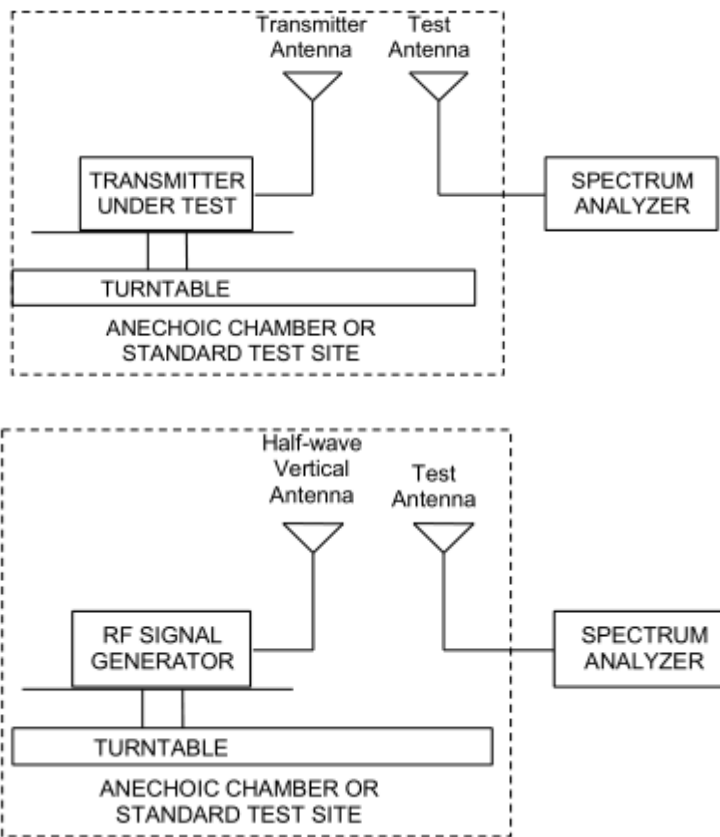 Transmitter
Antenna
Test
Antenna
TRANSMITTER
UNDER TEST
SPECTRUM
ANALYZER
TURNTABLE
ANECHOIC CHAMBER OR
STANDARD TEST SITE
Half-wave
Vertical
Antenna
Test
Antenna
RF SIGNAL
GENERATOR
SPECTRUM
ANALYZER
TURNTABLE
ANECHOIC CHAMBER OR
STANDARD TEST SITE